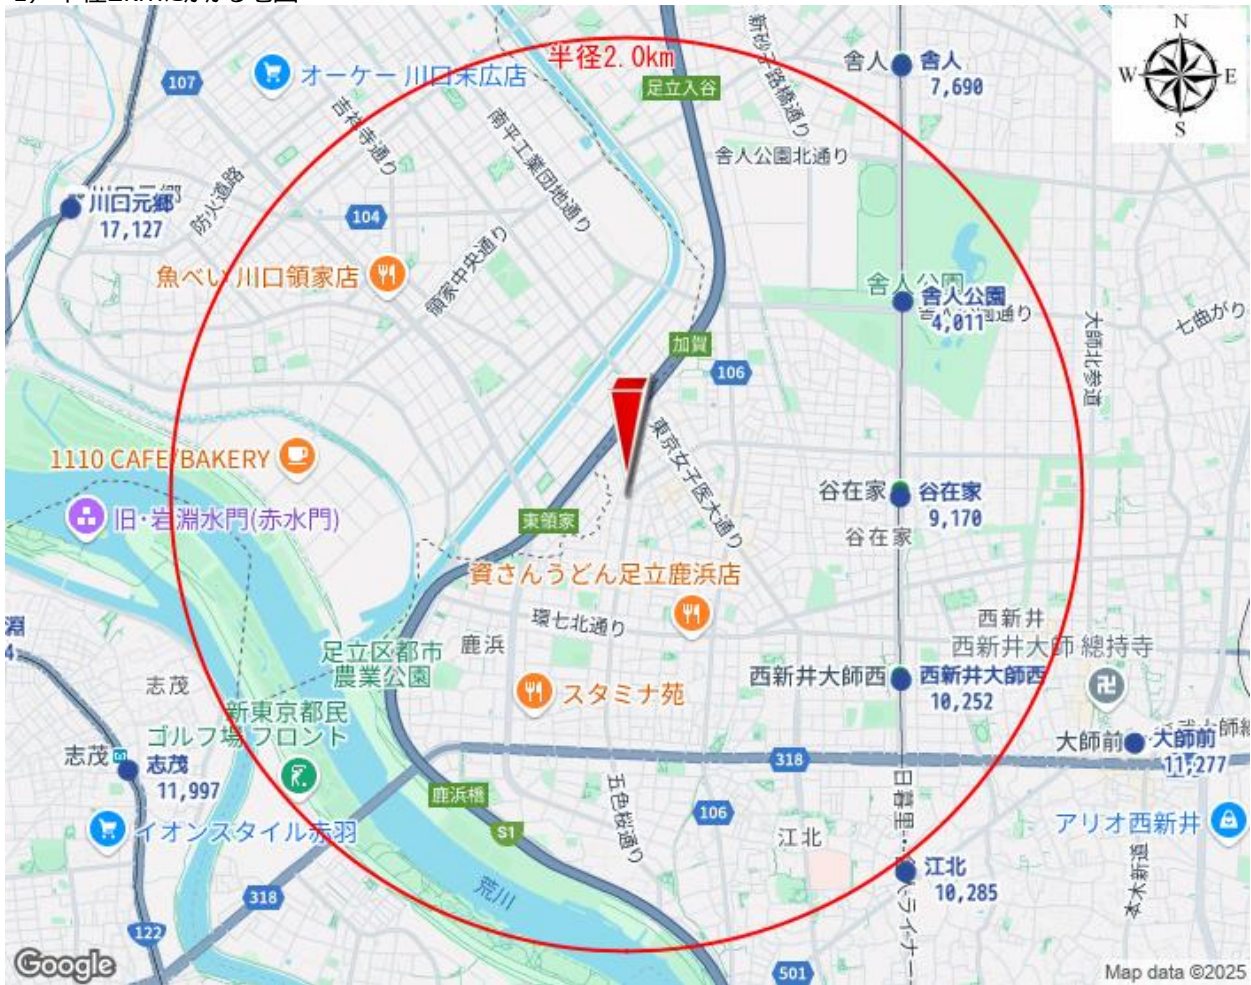 半径2.0km
N
W
E
S
新砂子路橋通り
舎人
舎人
7,690
オーケー 川口末広店
107
足立入谷
吉祥寺通り
南平工業団地通り
舎人公園北通り
川口元郷
17,127
防火道路
104
領家中央通り
魚べい 川口領家店
舎人公園
舎人公園
4,011
七曲がり
大師北参道
加賀
106
東京女子医大通り
1110 CAFE/BAKERY
谷在家
谷在家
9,170
谷在家
旧・岩淵水門(赤水門)
東領家
資さんうどん足立鹿浜店
環七北通り
西新井
西新井大師 總持寺
足立区都市
農業公園
鹿浜
志茂
西新井大師西
西新井大師西
10,252
スタミナ苑
新東京都民
ゴルフ場 フロント
大師前
大師前
11,277
志茂
志茂
11,997
318
鹿浜橋
五色桜通り
106
日暮里
イオンスタイル赤羽
S1
江北
アリオ西新井
江北
10,285
318
荒川
本木新道
ライナー
122
501
Google
Map data ©2025